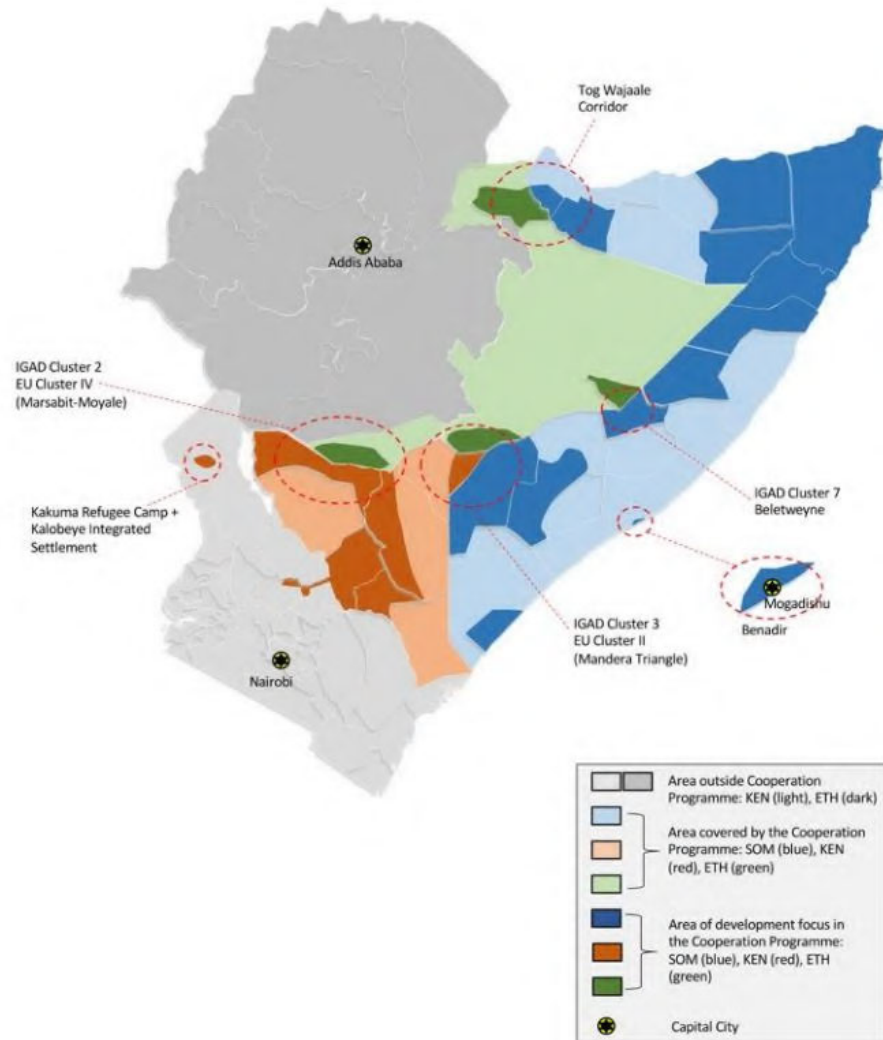 Tog Wajaale
Corridor
Addis Ababa
IGAD Cluster 2
EU Cluster IV
(Marsabit-Moyale)
Kakuma Refugee Camp +
Kalobeye Integrated
Settlement
IGAD Cluster 7
Beletweyne
Mogadishu
Benadir
IGAD Cluster 3
EU Cluster II
(Mandera Triangle)
Nairobi
Area outside Cooperation
Programme: KEN (light), ETH (dark)
Area covered by the Cooperation
Programme: SOM (blue), KEN
(red), ETH (green)
Area of development focus in
the Cooperation Programme:
SOM (blue), KEN (red), ETH
(green)
Capital City